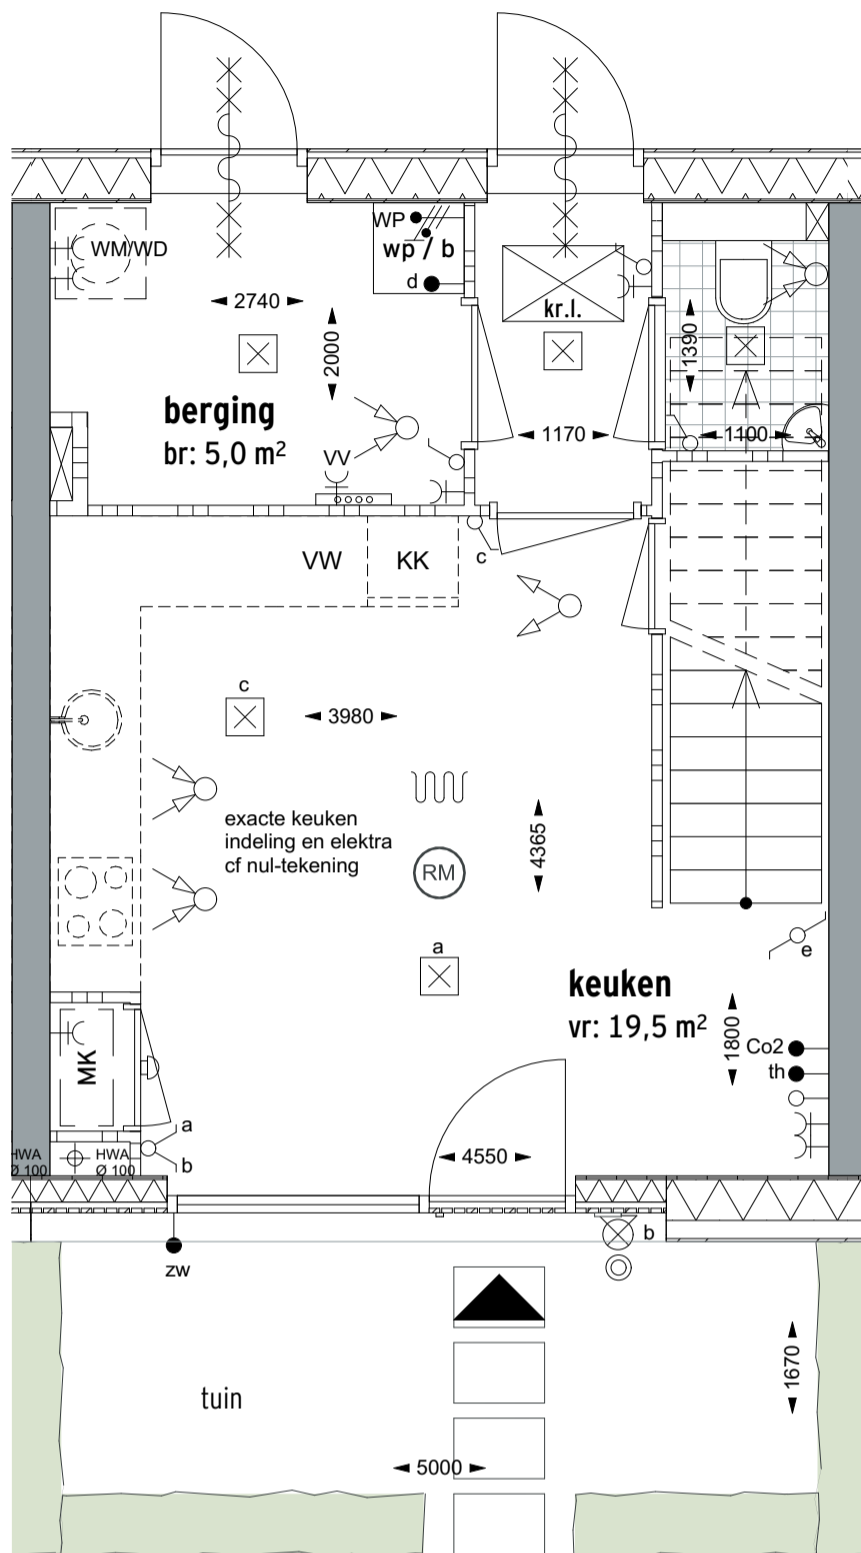 WP
wp / b
WM/WD
d
2740
kr.l.
2000
1390
berging
br: 5,0 m²
1170
1100
VV
VW
KK
c
c
3980
exacte keuken
indeling en elektra
cf nul-tekening
4365
RM
a
e
keuken
vr: 19,5 m²
1800
Co2
th
MK
a
b
HWA
Ø 100
HWA
Ø 100
4550
b
zw
1670
tuin
5000